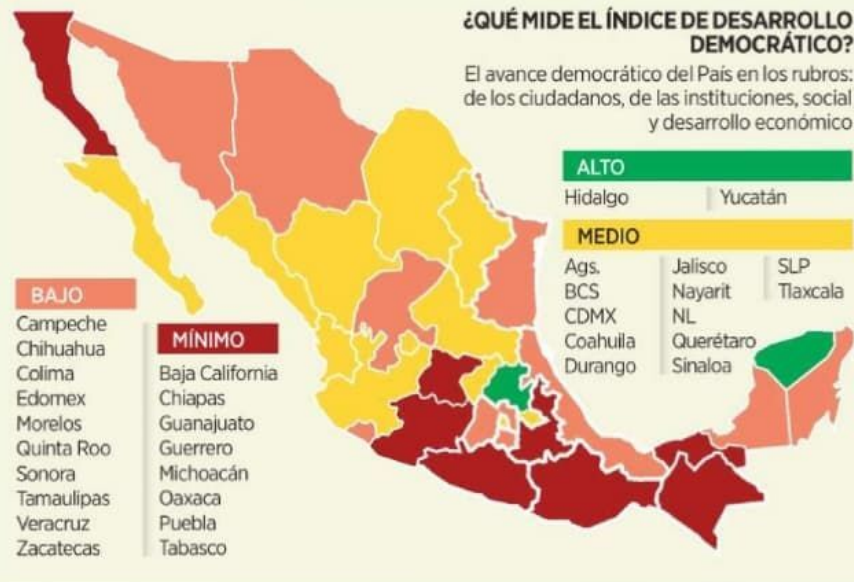 ¿QUÉ MIDE EL ÍNDICE DE DESARROLLO
DEMOCRÁTICO?
El avance democrático del País en los rubros:
de los ciudadanos, de las instituciones, social
y desarrollo económico
ALTO
Hidalgo
Yucatán
MEDIO
Ags.
BCS
CDMX
Coahuila
Durango
Jalisco
Nayarit
NL
Querétaro
Sinaloa
SLP
Tlaxcala
BAJO
Campeche
Chihuahua
Colima
Edomex
Morelos
Quinta Roo
Sonora
Tamaulipas
Veracruz
Zacatecas
MÍNIMO
Baja California
Chiapas
Guanajuato
Guerrero
Michoacán
Oaxaca
Puebla
Tabasco